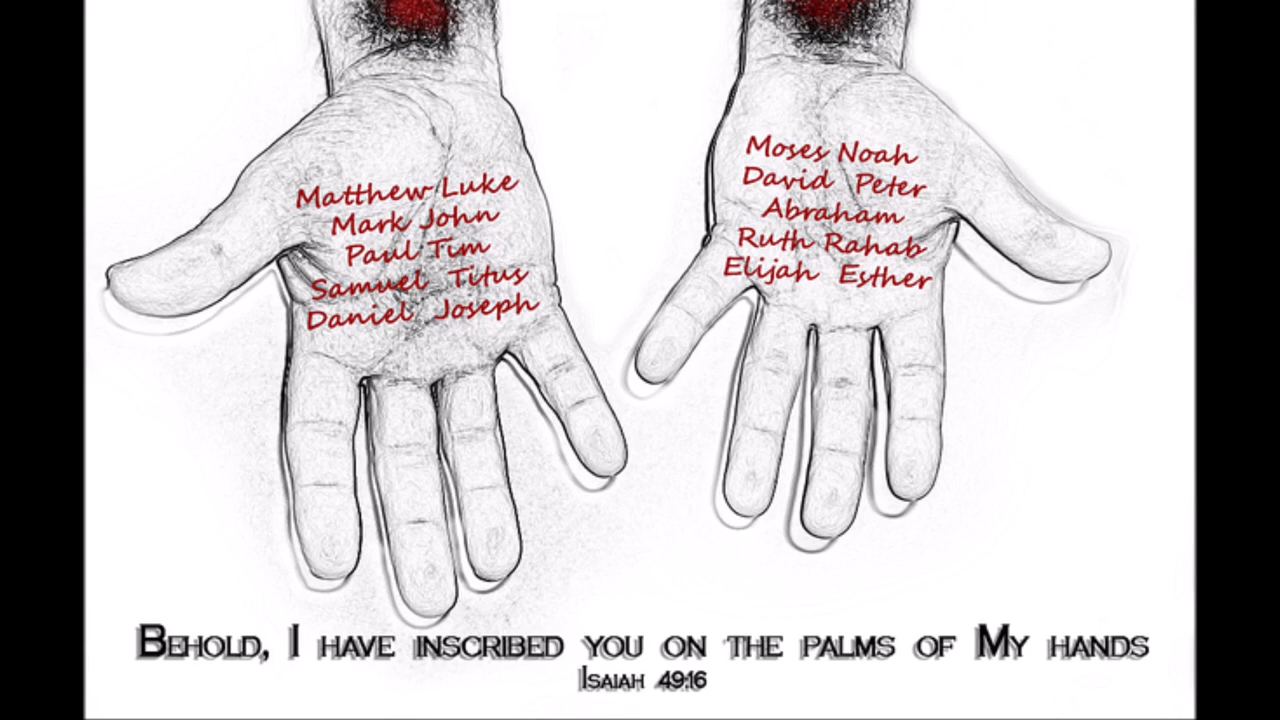 Matthew Luke
Mark John
Paul Tim
Samuel Titus
Daniel Joseph
Moses Noah
David Peter
Abraham
Ruth Rahab
Elijah Esther
Behold, I have inscribed you on the palms of My hands
Isaiah 49:16